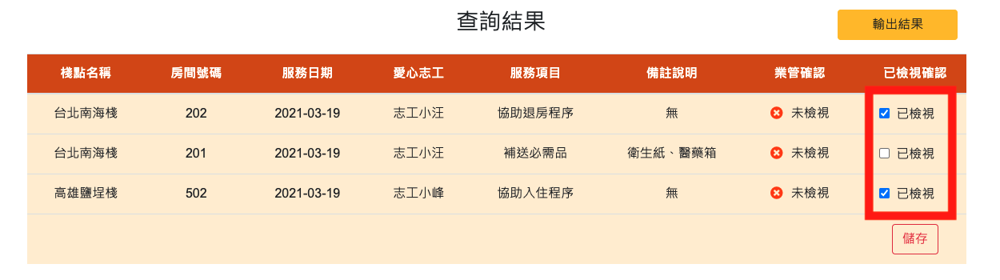 查詢結果
輸出結果
棧點名稱 房間號碼 服務日期 愛心志工 服務項目 備註說明 業管確認 已檢視確認
台北南海棧 202 2021-03-19 志工小汪 協助退房程序 無 未檢視 已檢視
台北南海棧 201 2021-03-19 志工小汪 補送必需品 衛生紙、醫藥箱 未檢視 已檢視
高雄鹽埕棧 502 2021-03-19 志工小峰 協助入住程序 無 未檢視 已檢視
儲存